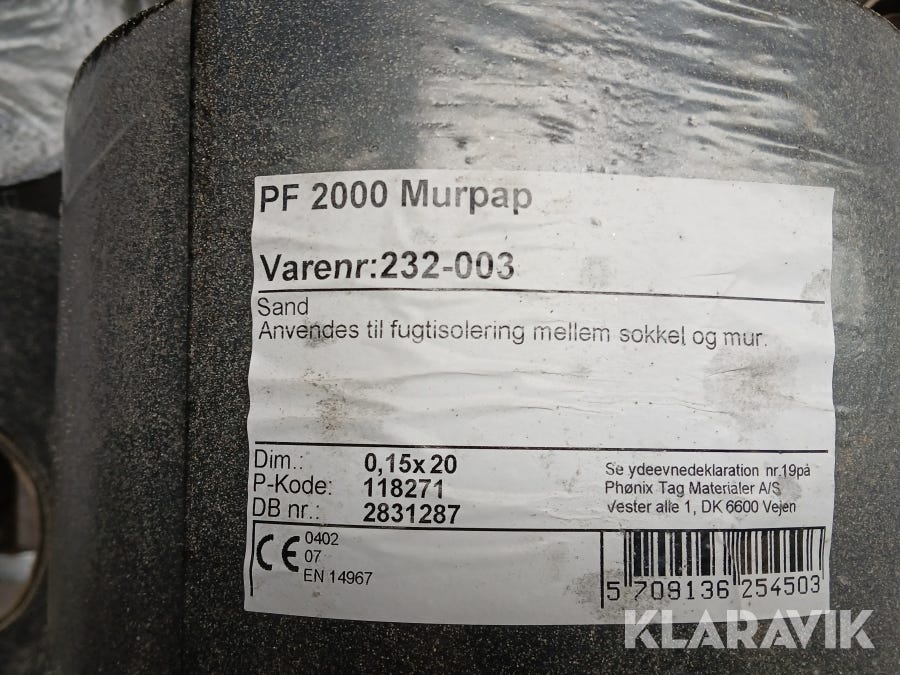 PF 2000 Murpap
Varenr:232-003
Sand
Anvendes til fugtisolering mellem sokkel og mur.
Dim.: 0,15x20
P-Kode: 118271
DB nr.: 2831287
Se ydeevnedeklaration nr.19på
Phønix Tag Materialer A/S
Vester alle 1, DK 6600 Vejen
CE 0402
07
EN 14967
5 708136 254503
KLARAVIK